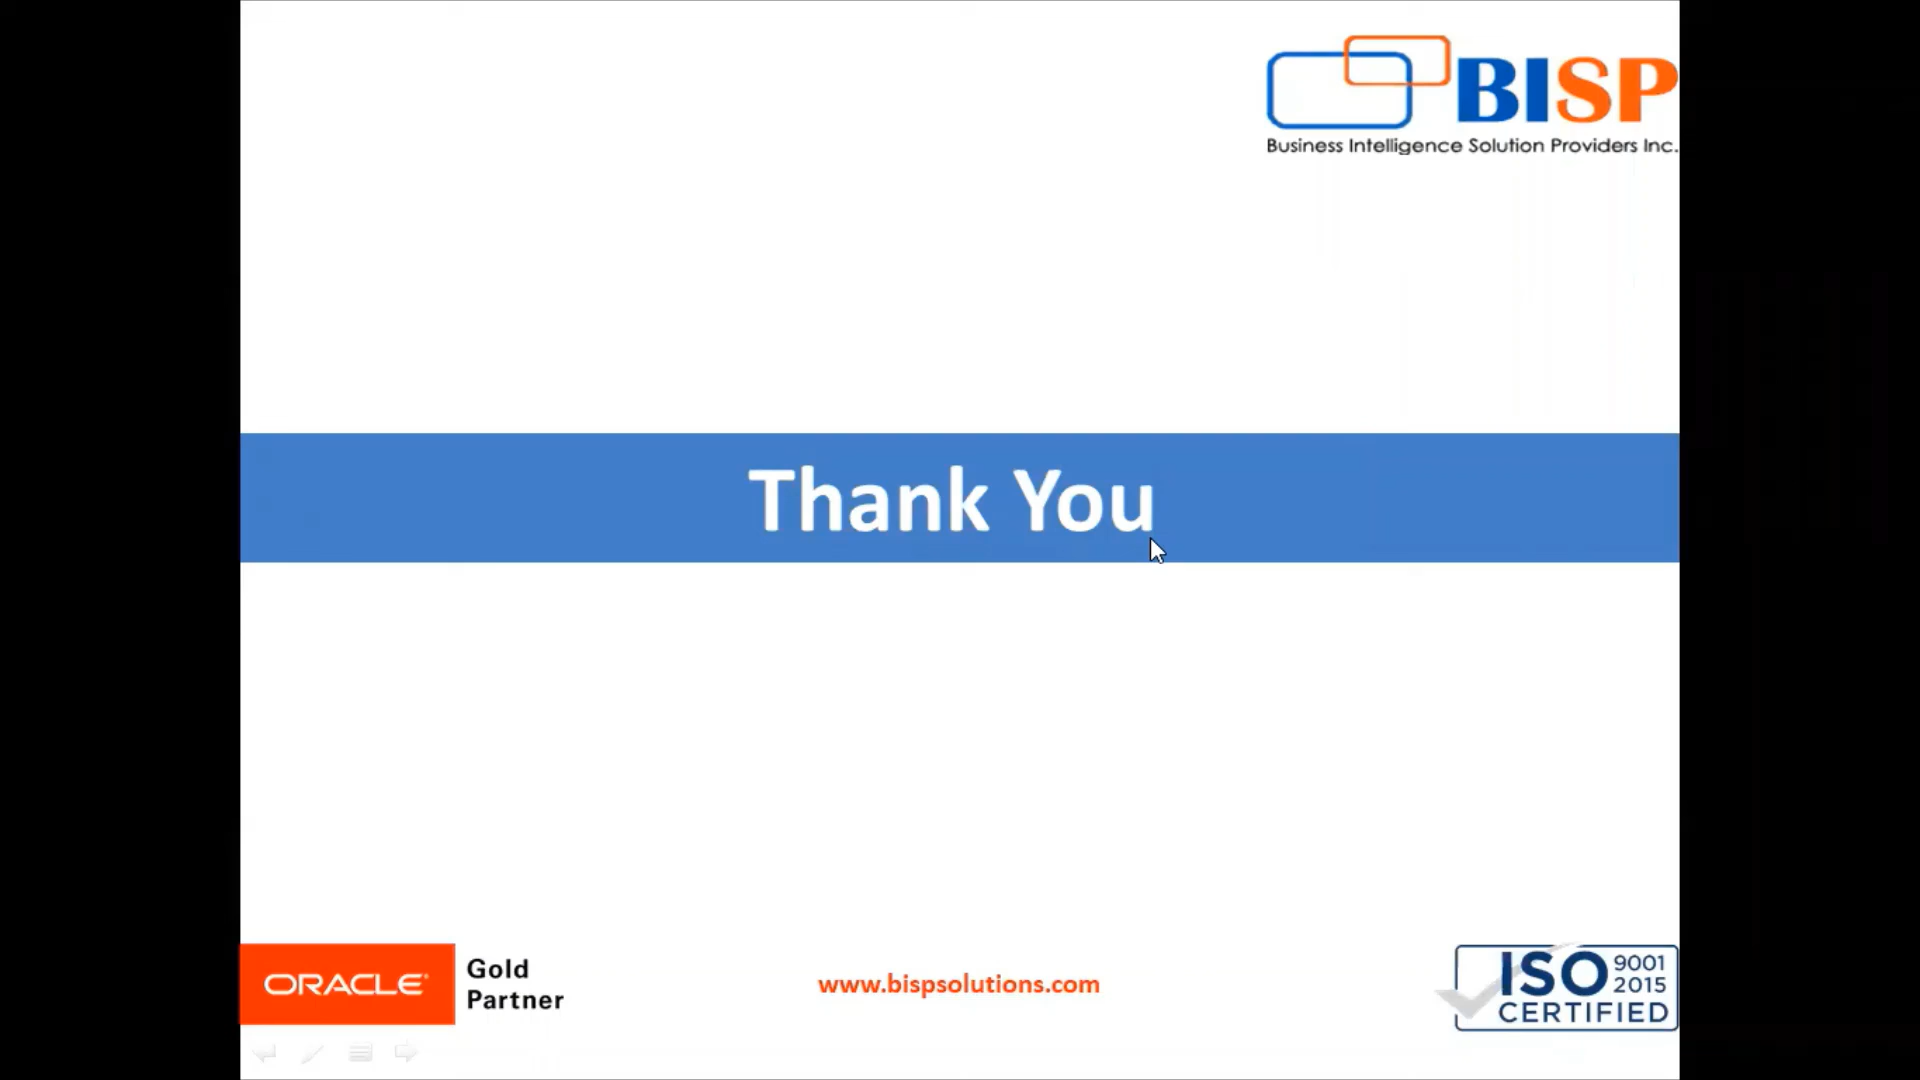 BISP
Business Intelligence Solution Providers Inc.
Thank You
ORACLE
Gold
Partner
www.bispsolutions.com
ISO 9001
2015
CERTIFIED